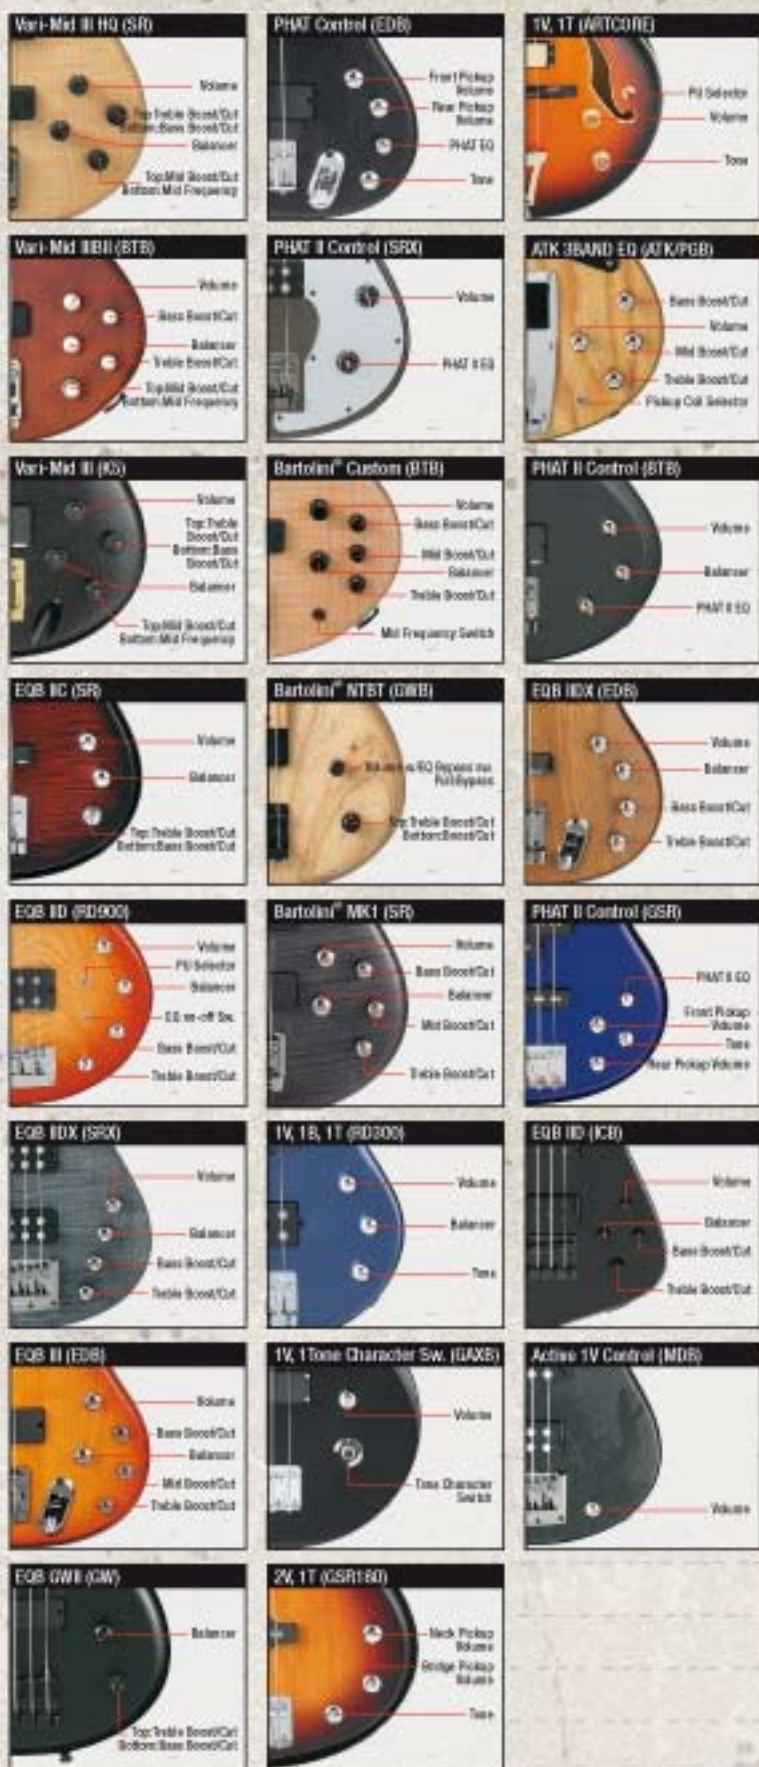 Vari-Mid III HQ (SR)
Volume
Top:Treble Boost/Cut
Bottom:Bass Boost/Cut
Balancer
Top:Mid Boost/Cut
Bottom:Mid Frequency
PHAT Control (EDB)
Front Pickup
Volume
Rear Pickup
Volume
PHAT EQ
Tone
1V, 1T (ARTCORE)
PU Selector
Volume
Tone
Vari-Mid IIIBII (BTB)
Volume
Bass Boost/Cut
Balancer
Treble Boost/Cut
Top:Mid Boost/Cut
Bottom:Mid Frequency
PHAT II Control (SRX)
Volume
PHAT II EQ
ATK 3BAND EQ (ATK/PGB)
Bass Boost/Cut
Volume
Mid Boost/Cut
Treble Boost/Cut
Pickup Coil Selector
Vari-Mid III (K5)
Volume
Top:Treble
Boost/Cut
Bottom:Bass
Boost/Cut
Balancer
Top:Mid Boost/Cut
Bottom:Mid Frequency
Bartolini® Custom (BTB)
Volume
Bass Boost/Cut
Mid Boost/Cut
Balancer
Treble Boost/Cut
Mid Frequency Switch
PHAT II Control (BTB)
Volume
Balancer
PHAT II EQ
EQB IIC (SR)
Volume
Balancer
Top:Treble Boost/Cut
Bottom:Bass Boost/Cut
Bartolini® NTBT (GWB)
Volume w/EQ Bypass sw.
Pull:Bypass
Top:Treble Boost/Cut
Bottom:Boost/Cut
EQB IIDX (EDB)
Volume
Balancer
Bass Boost/Cut
Treble Boost/Cut
EQB IID (RD900)
Volume
PU Selector
Balancer
EQ on-off Sw.
Bass Boost/Cut
Treble Boost/Cut
Bartolini® MK1 (SR)
Volume
Bass Boost/Cut
Balancer
Mid Boost/Cut
Treble Boost/Cut
PHAT II Control (GSR)
PHAT II EQ
Front Pickup
Volume
Tone
Rear Pickup Volume
EQB IIDX (SRX)
Volume
Balancer
Bass Boost/Cut
Treble Boost/Cut
1V, 1B, 1T (RD300)
Volume
Balancer
Tone
EQB IID (ICB)
Volume
Balancer
Bass Boost/Cut
Treble Boost/Cut
EQB III (EDB)
Volume
Bass Boost/Cut
Balancer
Mid Boost/Cut
Treble Boost/Cut
1V, 1Tone Character Sw. (GAXB)
Volume
Tone Character
Switch
Active 1V Control (MDB)
Volume
EQB GWII (GW)
Balancer
Top:Treble Boost/Cut
Bottom:Bass Boost/Cut
2V, 1T (GSR180)
Neck Pickup
Volume
Bridge Pickup
Volume
Tone